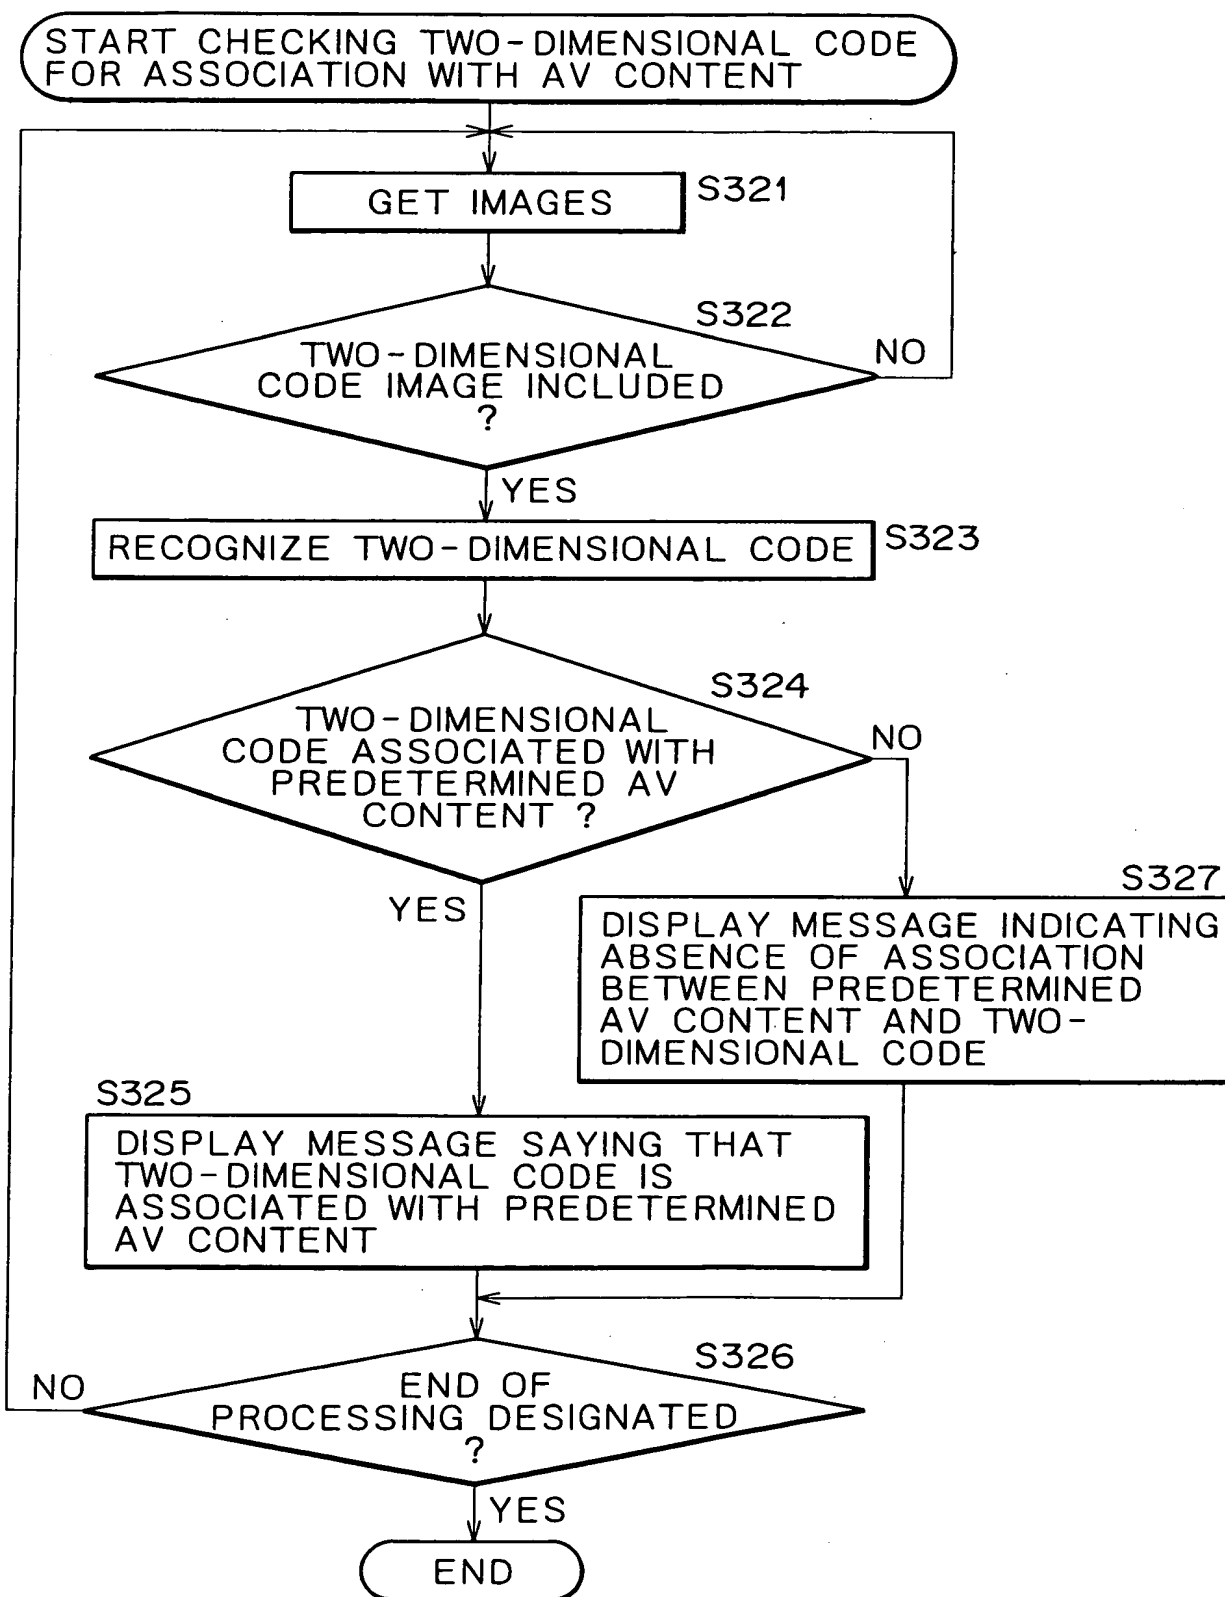 START CHECKING TWO-DIMENSIONAL CODE
FOR ASSOCIATION WITH AV CONTENT
GET IMAGES
S321
S322
TWO-DIMENSIONAL
CODE IMAGE INCLUDED
?
NO
YES
RECOGNIZE TWO-DIMENSIONAL CODE
S323
S324
TWO-DIMENSIONAL
CODE ASSOCIATED WITH
PREDETERMINED AV
CONTENT ?
NO
YES
S327
DISPLAY MESSAGE INDICATING
ABSENCE OF ASSOCIATION
BETWEEN PREDETERMINED
AV CONTENT AND TWO-
DIMENSIONAL CODE
S325
DISPLAY MESSAGE SAYING THAT
TWO-DIMENSIONAL CODE IS
ASSOCIATED WITH PREDETERMINED
AV CONTENT
S326
NO
END OF
PROCESSING DESIGNATED
?
YES
END